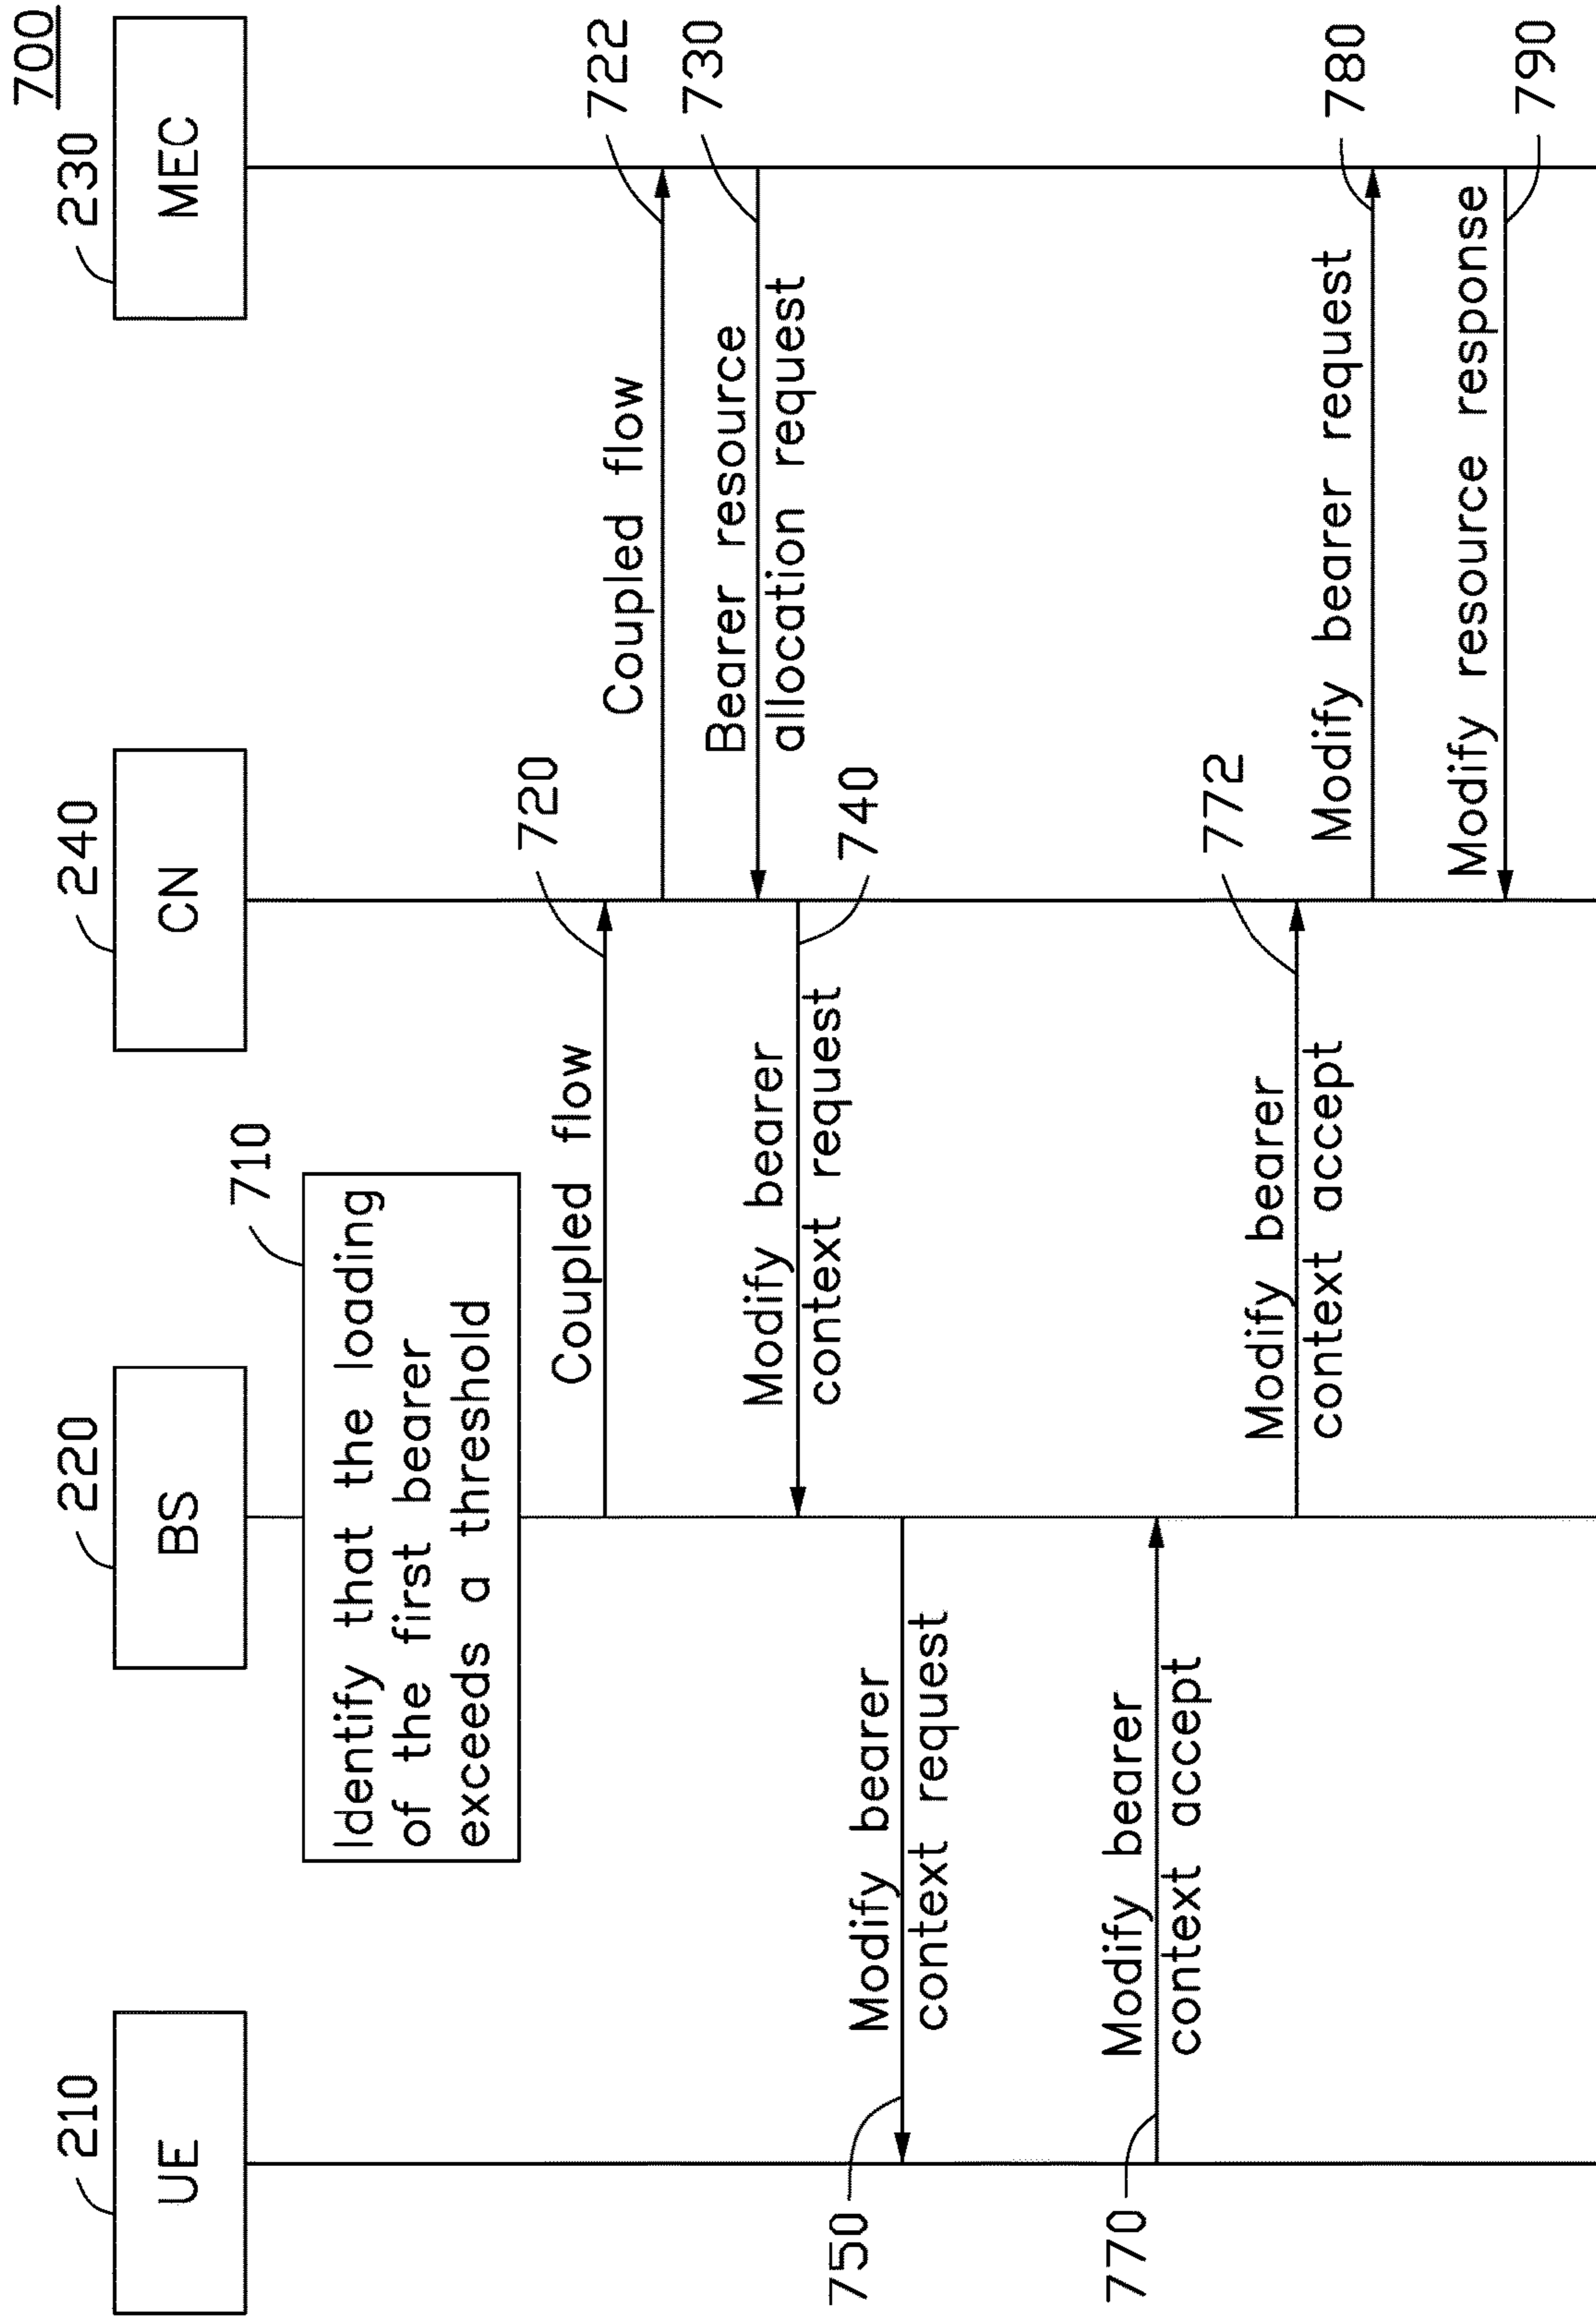 700
210
220
240
230
UE
BS
CN
MEC
710
Identify that the loading
of the first bearer
exceeds a threshold
720
Coupled flow
722
Coupled flow
730
Bearer resource
allocation request
740
Modify bearer
context request
750
Modify bearer
context request
770
Modify bearer
context accept
772
Modify bearer
context accept
780
Modify bearer request
790
Modify resource response